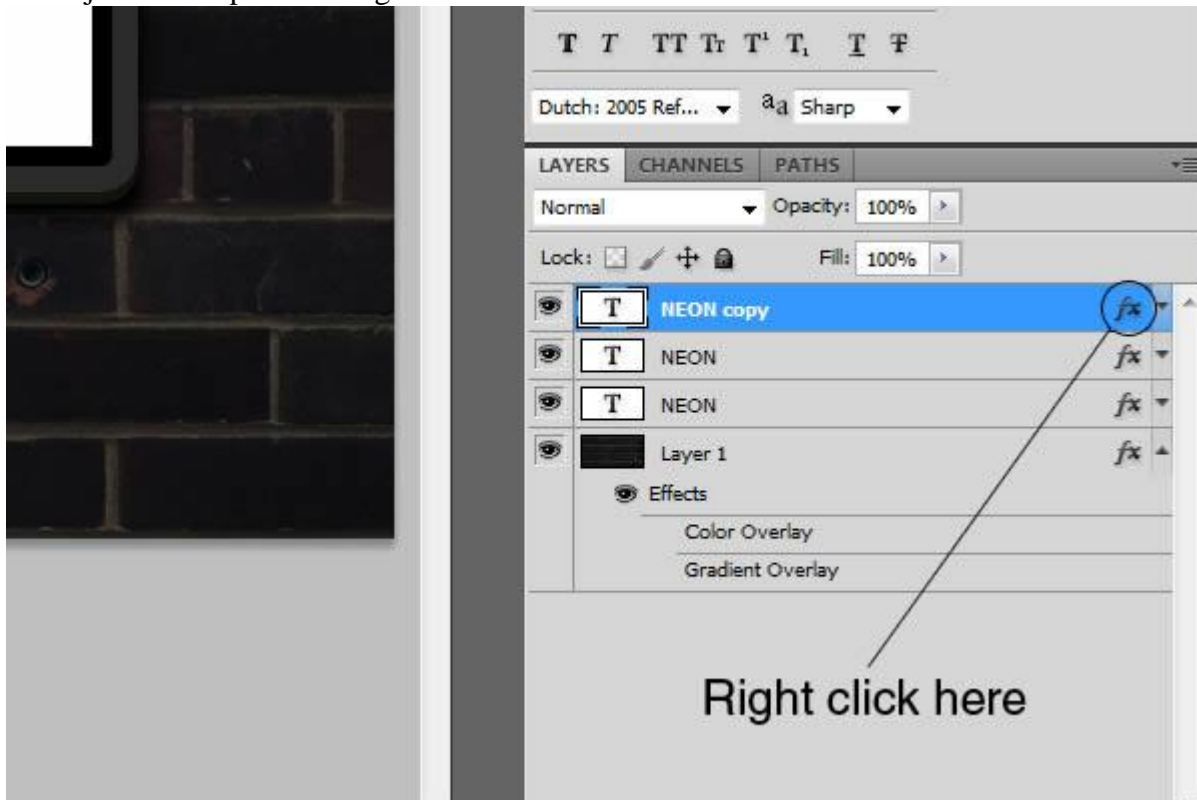 T T TT Tr T¹ T₁ T T
Dutch: 2005 Ref... aa Sharp
LAYERS CHANNELS PATHS
Normal Opacity: 100%
Lock: Fill: 100%
T NEON copy fx
T NEON fx
T NEON fx
Layer 1 fx
Effects
Color Overlay
Gradient Overlay
Right click here